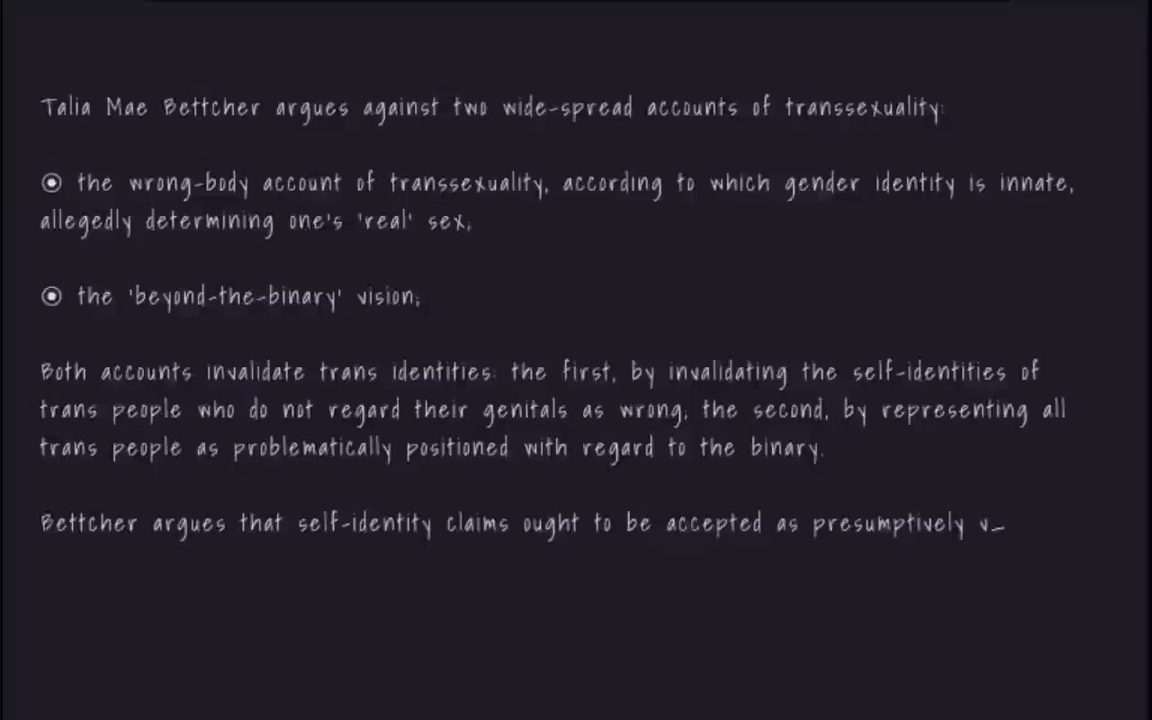 Talia Mae Bettcher argues against two wide-spread accounts of transsexuality:
⦿ the wrong-body account of transsexuality, according to which gender identity is innate,
allegedly determining one's 'real' sex;
⦿ the 'beyond-the-binary' vision;
Both accounts invalidate trans identities: the first, by invalidating the self-identities of
trans people who do not regard their genitals as wrong; the second, by representing all
trans people as problematically positioned with regard to the binary.
Bettcher argues that self-identity claims ought to be accepted as presumptively v_